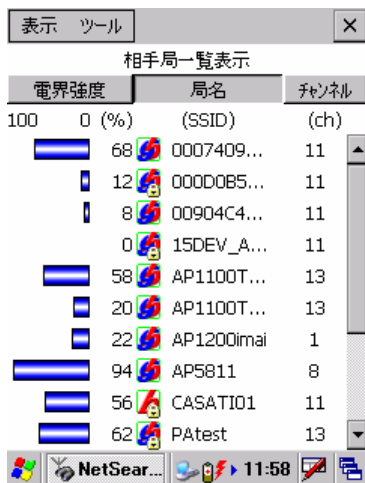 表示 ツール
相手局一覧表示
電界強度 局名 チャンネル
100 0 (%) (SSID) (ch)
68 0007409... 11
12 000D0B5... 11
8 00904C4... 11
0 15DEV_A... 11
58 AP1100T... 13
20 AP1100T... 13
22 AP1200imai 1
94 AP5811 8
56 CASATI01 11
62 PAtest 13
NetSear... 11:58